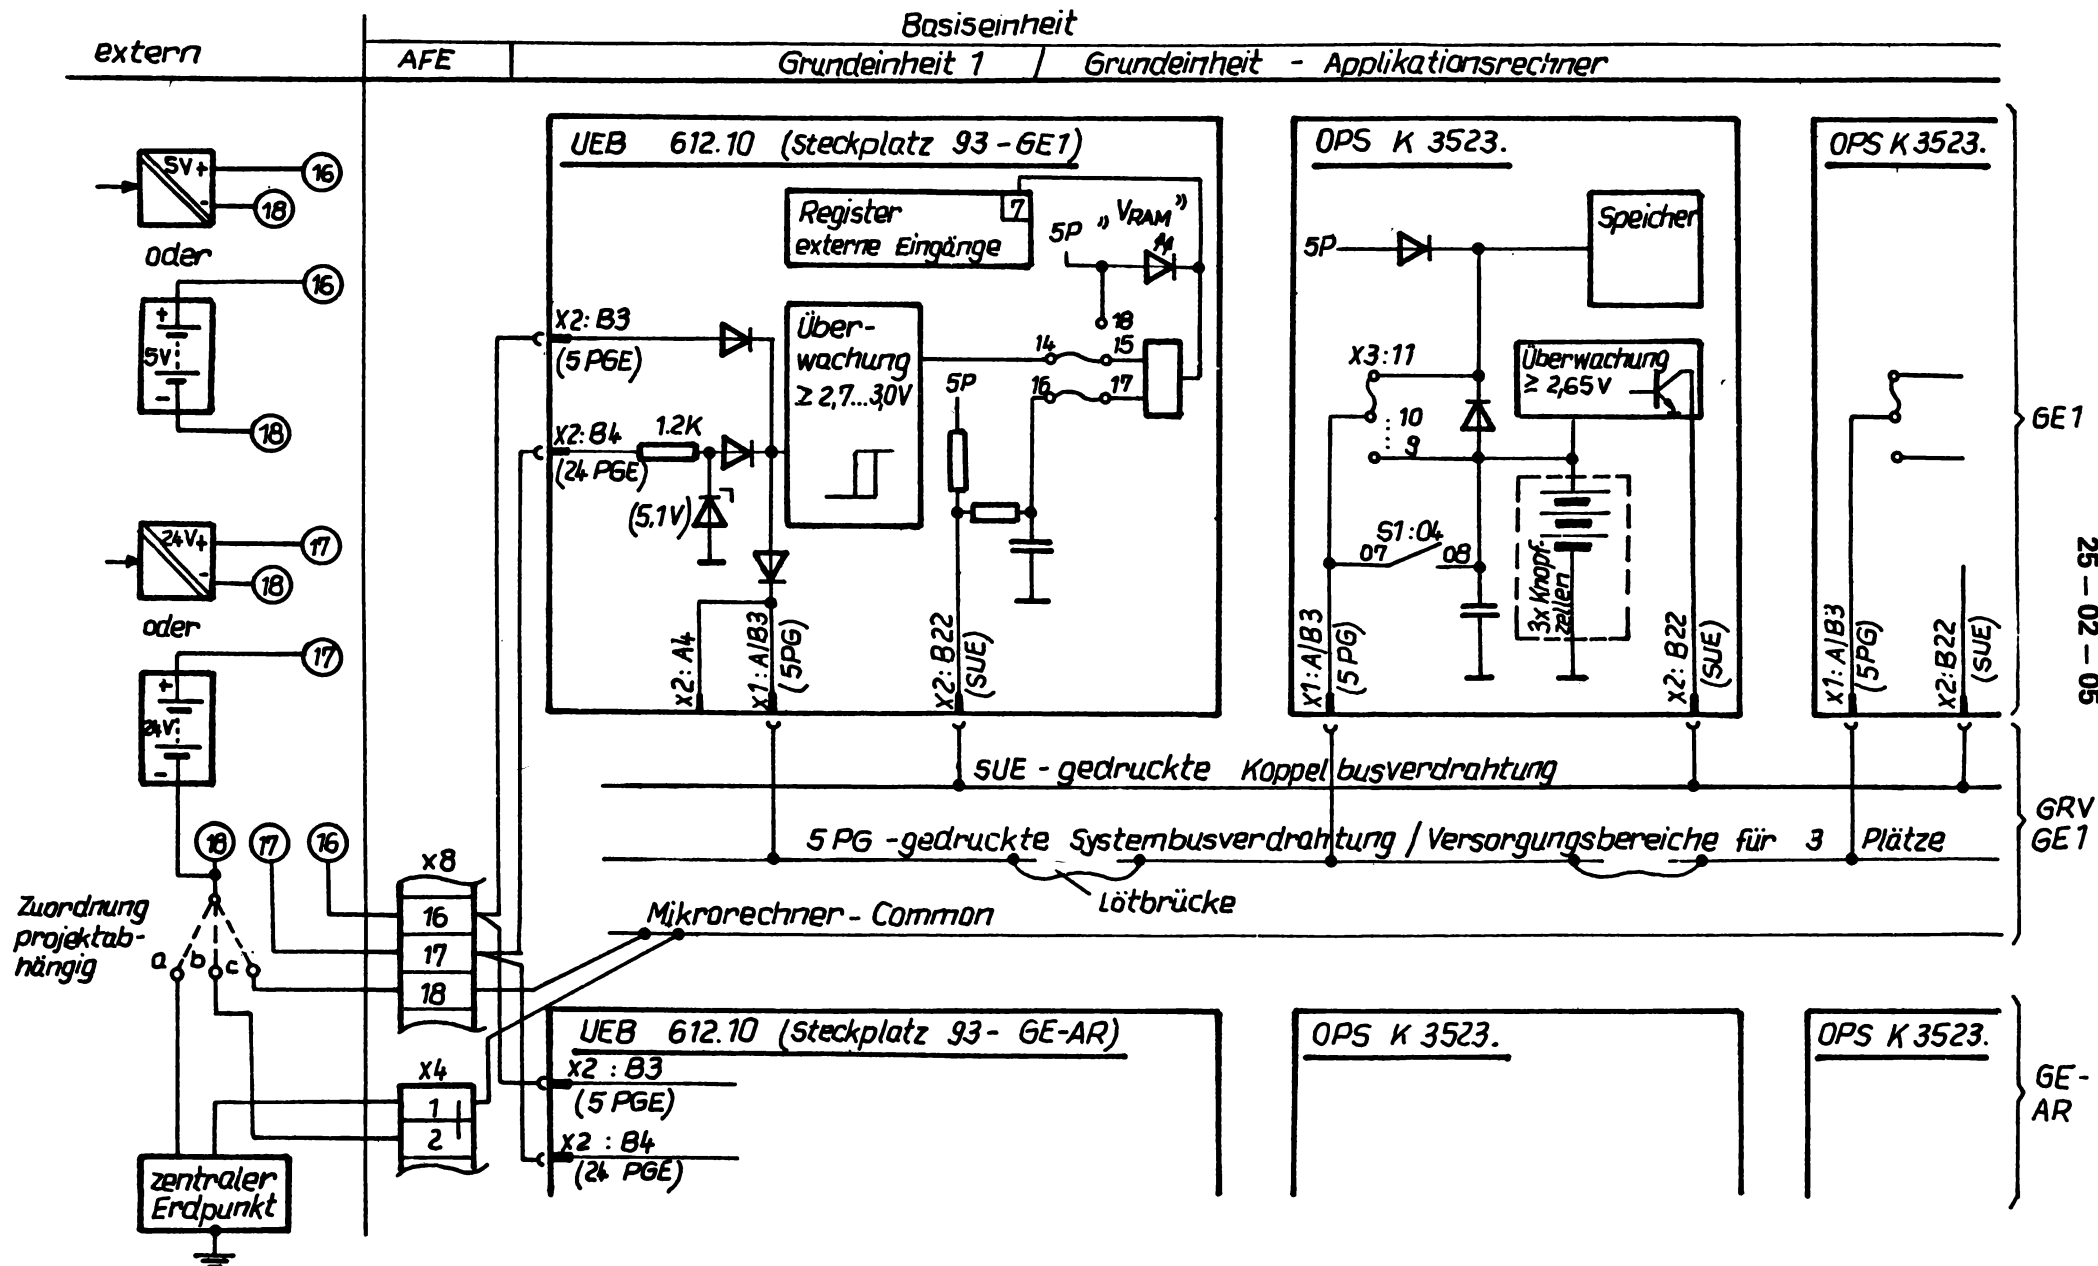 Basiseinheit
extern
AFE
Grundeinheit 1 / Grundeinheit - Applikationsrechner
5V +
-
16
18
oder
16
+
5V
-
18
24V +
-
17
18
oder
17
+
24V
-
18
17
16
Zuordnung
projektab-
hängig
a
b
c
zentraler
Erdpunkt
X8
16
17
18
X4
1
2
UEB 612.10 (Steckplatz 93 - GE1)
Register
externe Eingänge
7
5P „VRAM”
18
X2: B3
(5 PGE)
Über-
wachung
≥ 2,7...3,0V
14
15
16
17
5P
X2: B4
(24 PGE)
1.2K
(5,1V)
X2: A4
X1: A/B3
(5PG)
X2: B22
(SUE)
OPS K 3523.
5P
Speicher
X3:11
10
9
Überwachung
≥ 2,65 V
S1:04
07
08
3x Knopf-
zellen
X1: A/B3
(5 PG)
X2: B22
(SUE)
OPS K 3523.
X1: A/B3
(5PG)
X2: B22
(SUE)
GE1
25 – 02 – 05
SUE - gedruckte Koppelbusverdrahtung
5 PG - gedruckte Systembusverdrahtung / Versorgungsbereiche für 3 Plätze
Lötbrücke
Mikrorechner - Common
GRV
GE1
UEB 612.10 (Steckplatz 93 - GE-AR)
X2 : B3
(5 PGE)
X2 : B4
(24 PGE)
OPS K 3523.
OPS K 3523.
GE-
AR